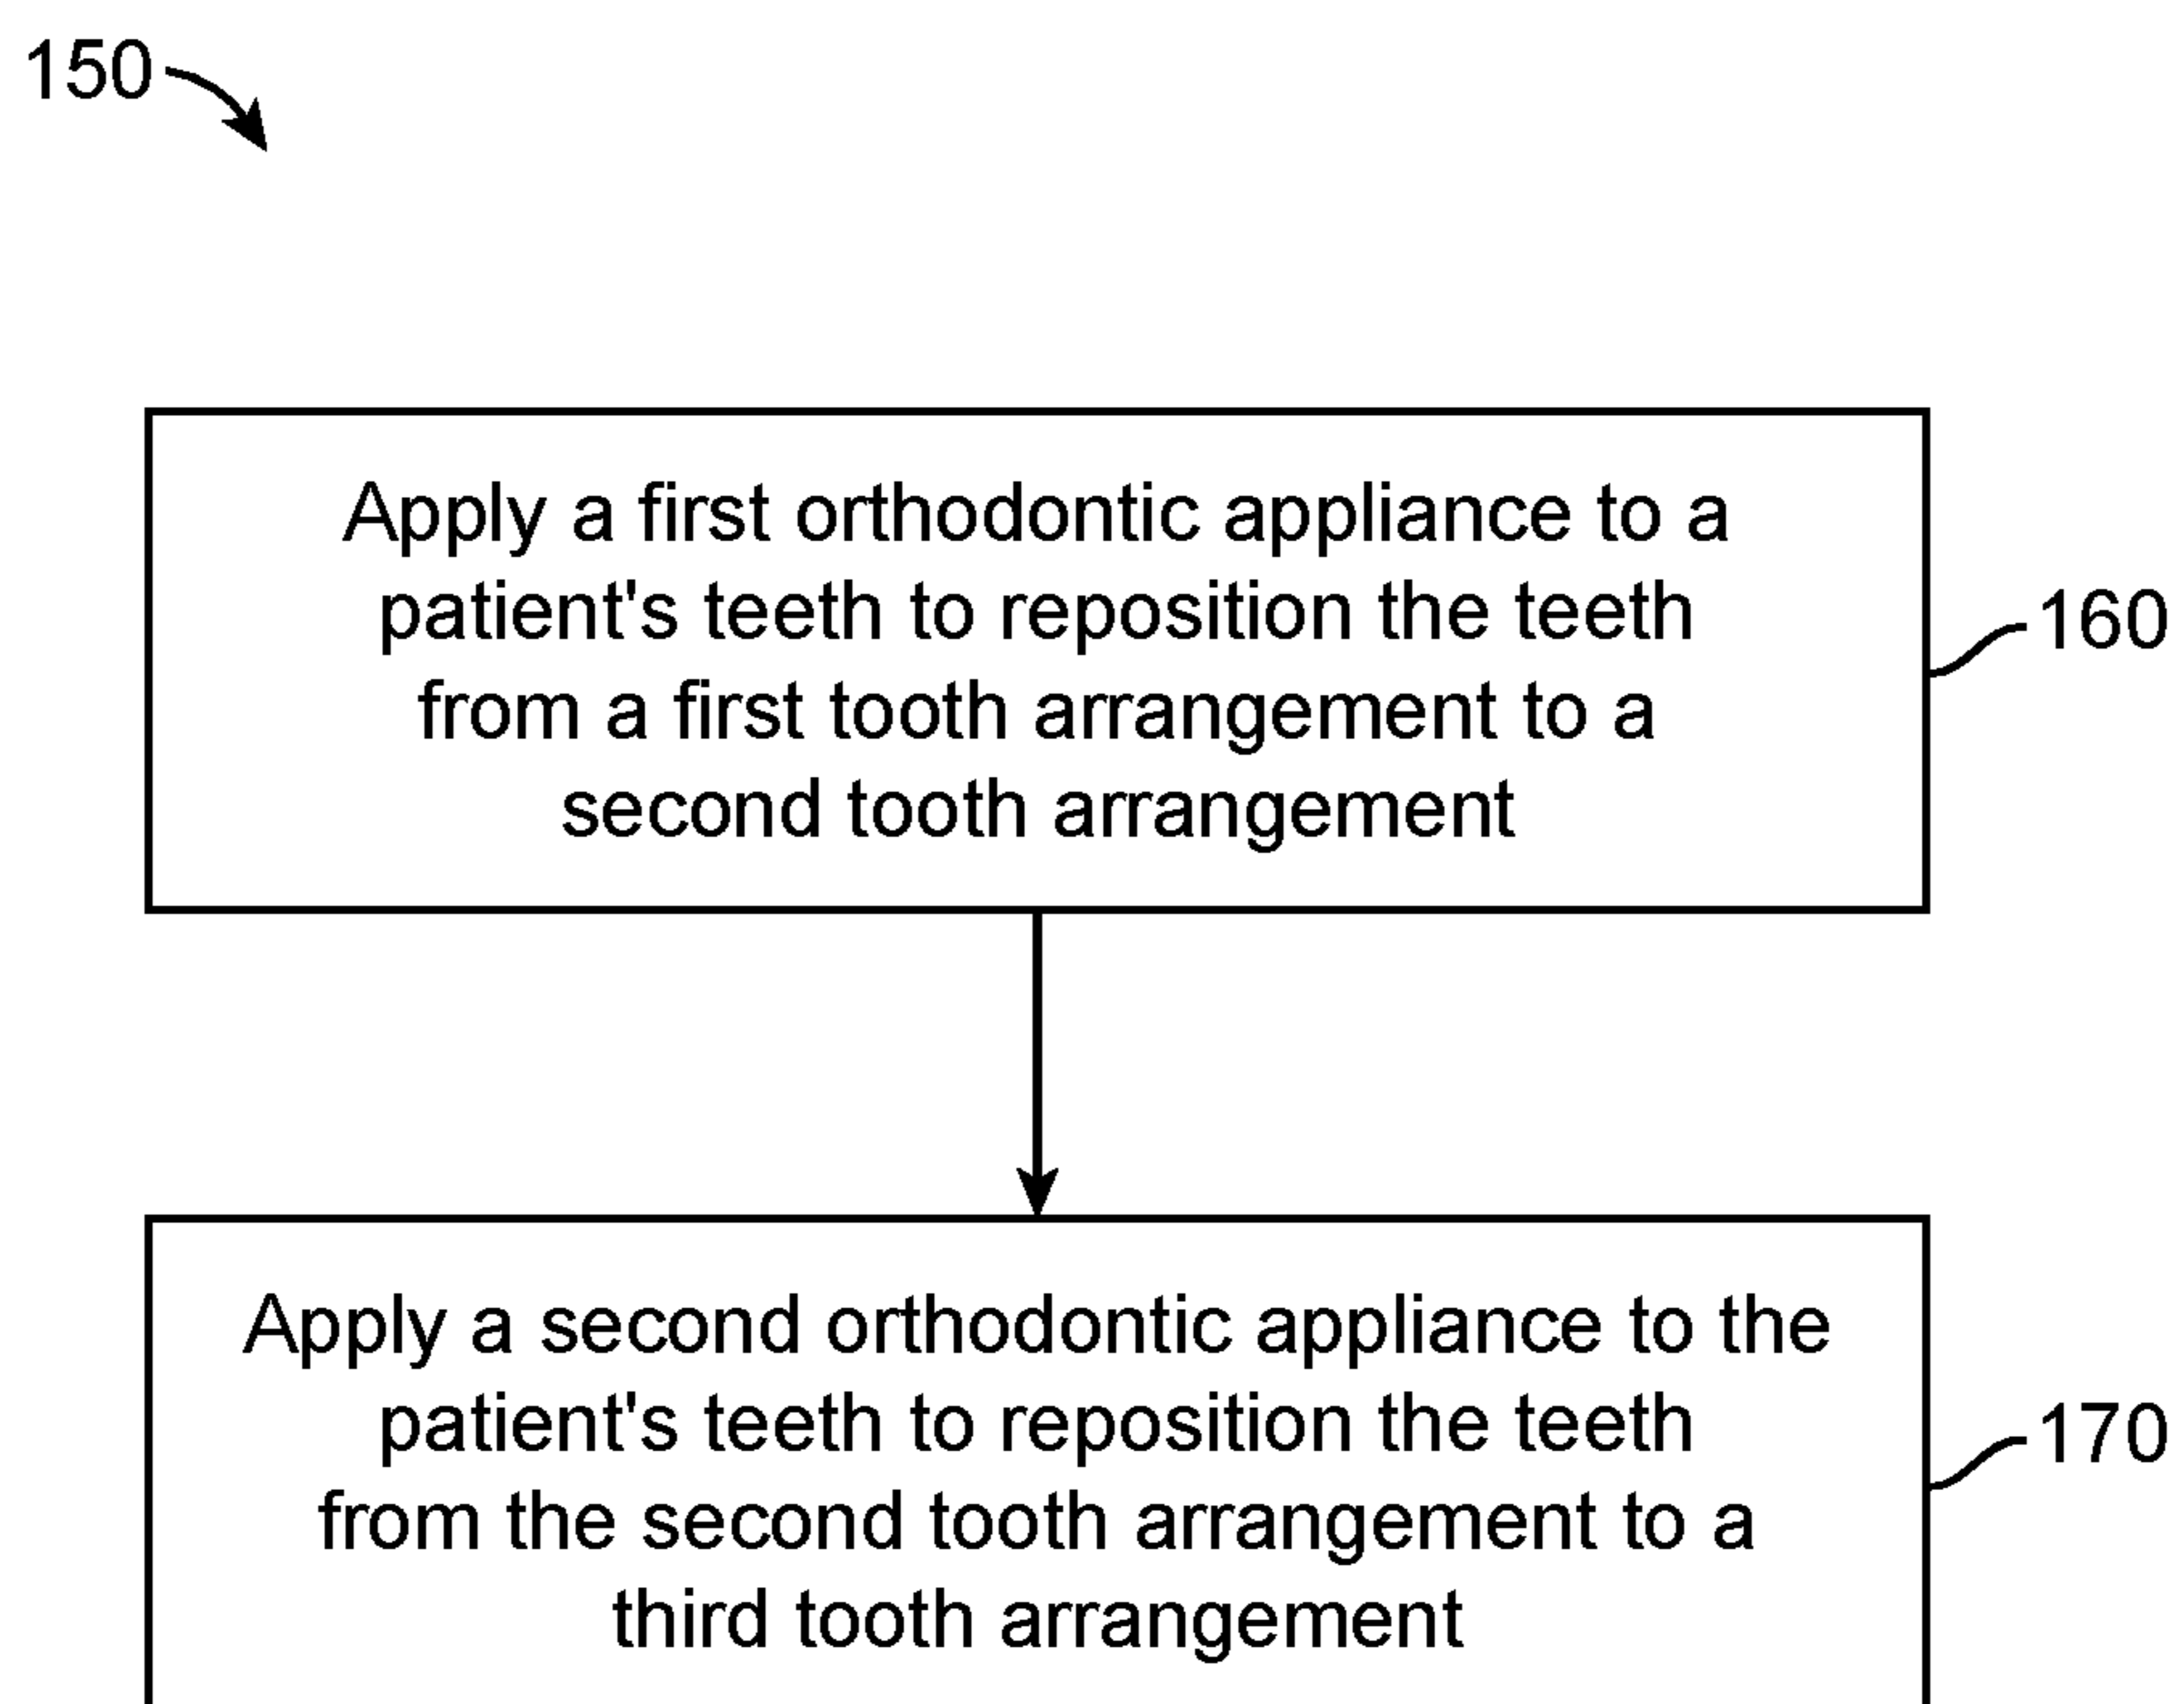 150
Apply a first orthodontic appliance to a
patient's teeth to reposition the teeth
from a first tooth arrangement to a
second tooth arrangement
160
Apply a second orthodontic appliance to the
patient's teeth to reposition the teeth
from the second tooth arrangement to a
third tooth arrangement
170